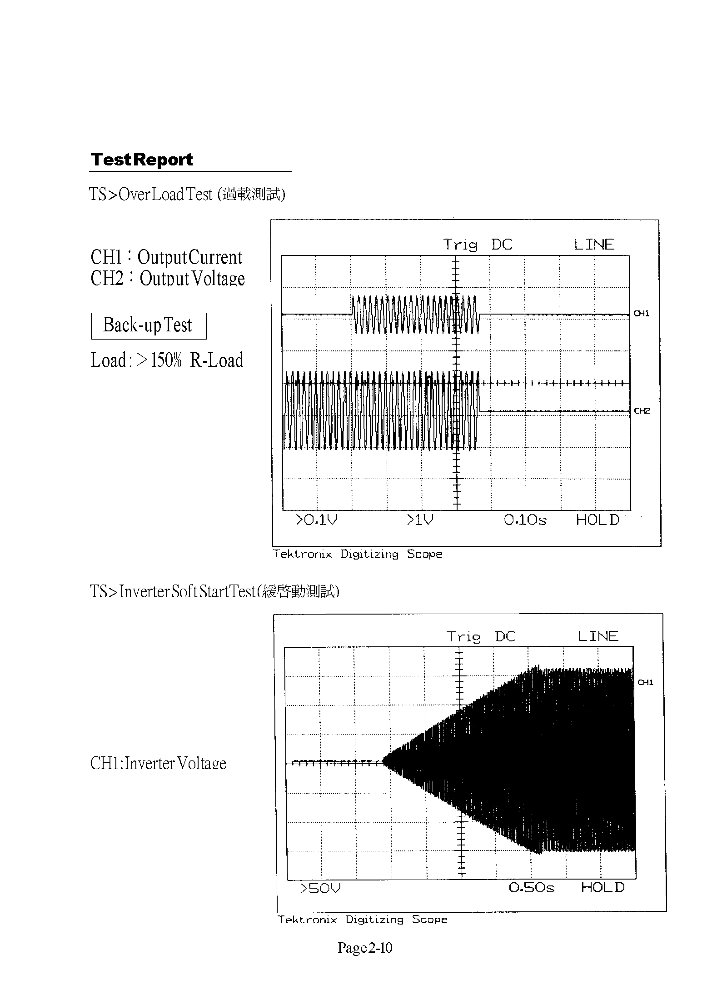 Test Report
TS>Over Load Test (過載測試)
CH1：Output Current
CH2：Output Voltage
Back-up Test
Load: >150% R-Load
Trig DC LINE
CH1
CH2
>0.1V >1V 0.10s HOLD
Tektronix Digitizing Scope
TS>Inverter Soft Start Test(緩啓動測試)
Trig DC LINE
CH1
CH1:Inverter Voltage
>50V 0.50s HOLD
Tektronix Digitizing Scope
Page2-10